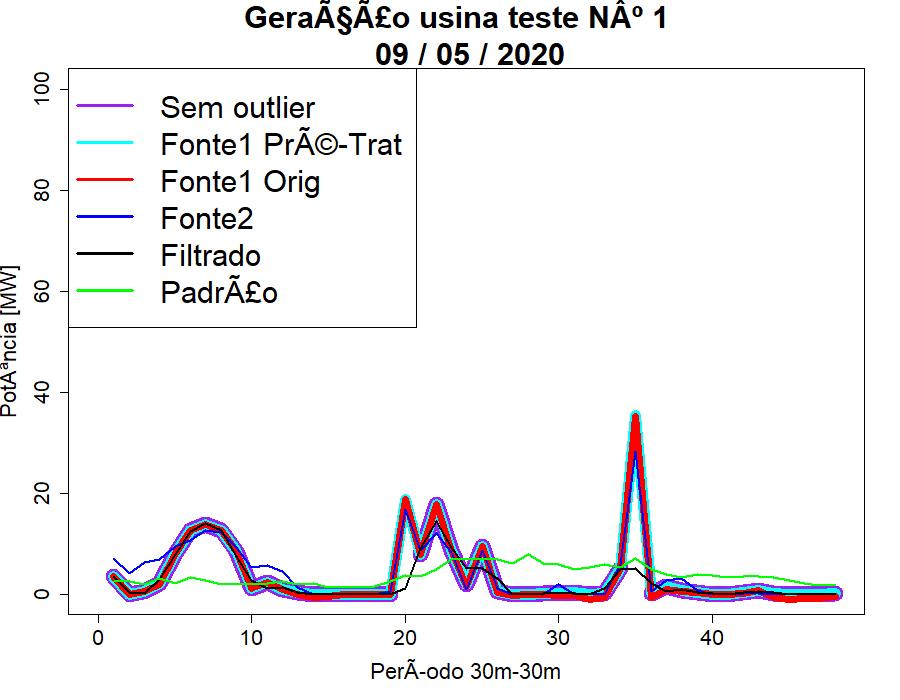 GeraÃ§Ã£o usina teste NÂº 1
09 / 05 / 2020
Sem outlier
Fonte1 PrÃ©-Trat
Fonte1 Orig
Fonte2
Filtrado
PadrÃ£o
PotÃªncia [MW]
100
80
60
40
20
0
0
10
20
30
40
PerÃ­odo 30m-30m